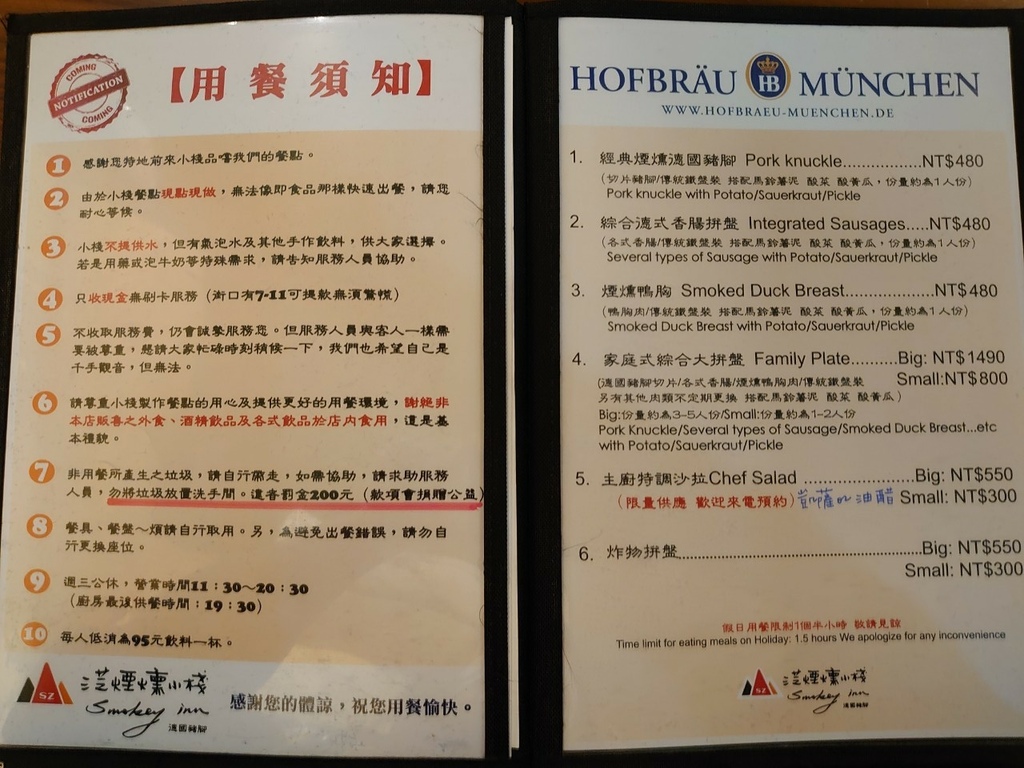 COMING
NOTIFICATION
COMING
【用餐須知】
1 感謝您特地前來小棧品嚐我們的餐點。
2 由於小棧餐點現點現做，無法像即食品那樣快速出餐，請您
耐心等候。
3 小棧不提供水，但有氣泡水及其他手作飲料，供大家選擇。
若是用藥或泡牛奶等特殊需求，請告知服務人員協助。
4 只收現金無刷卡服務（街口有7-11可提款無須驚慌）
5 不收取服務費，仍會誠摯服務您。但服務人員與客人一樣需
要被尊重，懇請大家忙碌時刻稍候一下，我們也希望自己是
千手觀音，但無法。
6 請尊重小棧製作餐點的用心及提供更好的用餐環境，謝絕非
本店販售之外食、酒精飲品及各式飲品於店內食用，這是基
本禮貌。
7 非用餐所產生之垃圾，請自行帶走，如需協助，請求助服務
人員，勿將垃圾放置洗手間。違者罰金200元（款項會捐贈公益）
8 餐具、餐盤～煩請自行取用。另，為避免出餐錯誤，請勿自
行更換座位。
9 週三公休，營業時間11：30～20：30
（廚房最後供餐時間：19：30）
10 每人低消為95元飲料一杯。
SZ
Smokey inn
德國豬腳
感謝您的體諒，祝您用餐愉快。
HOFBRÄU HB MÜNCHEN
WWW.HOFBRAEU-MUENCHEN.DE
1. 經典煙燻德國豬腳 Pork knuckle.................NT$480
（切片豬腳/傳統鐵盤裝 搭配馬鈴薯泥 酸菜 酸黃瓜，份量約為1人份）
Pork knuckle with Potato/Sauerkraut/Pickle
2. 綜合德式香腸拼盤 Integrated Sausages.....NT$480
（各式香腸/傳統鐵盤裝 搭配馬鈴薯泥 酸菜 酸黃瓜，份量約為1人份）
Several types of Sausage with Potato/Sauerkraut/Pickle
3. 煙燻鴨胸 Smoked Duck Breast...................NT$480
（鴨胸肉/傳統鐵盤裝 搭配馬鈴薯泥 酸菜 酸黃瓜，份量約為1人份）
Smoked Duck Breast with Potato/Sauerkraut/Pickle
4. 家庭式綜合大拼盤 Family Plate..........Big: NT$1490
（德國豬腳切片/各式香腸/煙燻鴨胸肉/傳統鐵盤裝 Small:NT$800
另有其他肉類不定期更換 搭配馬鈴薯泥 酸菜 酸黃瓜）
Big:份量約為3-5人份/Small:份量約為1-2人份
Pork Knuckle/Several types of Sausage/Smoked Duck Breast...etc
with Potato/Sauerkraut/Pickle
5. 主廚特調沙拉Chef Salad ......................Big: NT$550
（限量供應 歡迎來電預約）凱薩or油醋 Small: NT$300
6. 炸物拼盤..................................................Big: NT$550
Small: NT$300
假日用餐限制1個半小時 敬請見諒
Time limit for eating meals on Holiday: 1.5 hours We apologize for any inconvenience
SZ
Smokey inn
德國豬腳